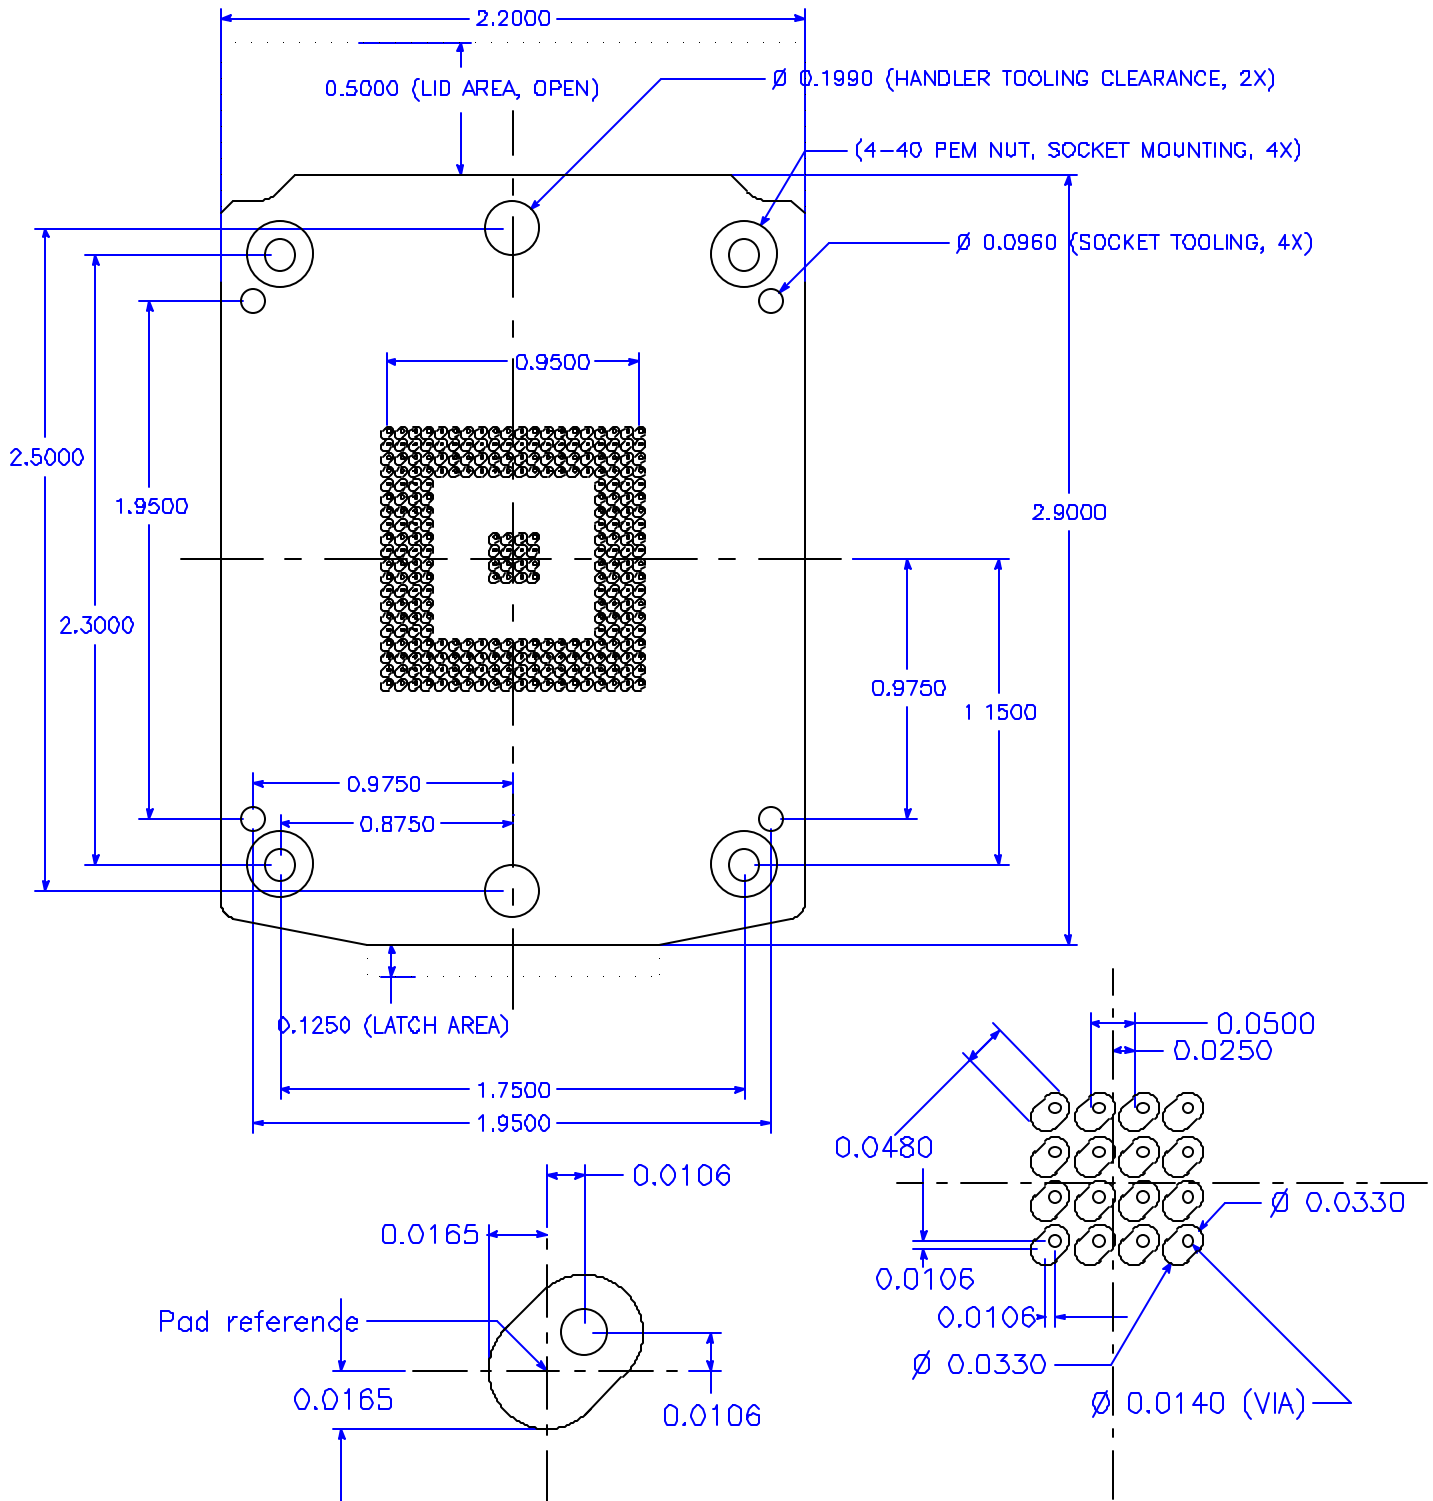 2.2000
0.5000 (LID AREA, OPEN)
Ø 0.1990 (HANDLER TOOLING CLEARANCE, 2X)
(4-40 PEM NUT, SOCKET MOUNTING, 4X)
Ø 0.0960 (SOCKET TOOLING, 4X)
0.9500
2.5000
1.9500
2.9000
2.3000
0.9750
1 1500
0.9750
0.8750
0.1250 (LATCH AREA)
0.0500
0.0250
1.7500
1.9500
0.0480
0.0106
Ø 0.0330
0.0165
0.0106
0.0106
Pad reference
Ø 0.0330
0.0165
0.0106
Ø 0.0140 (VIA)